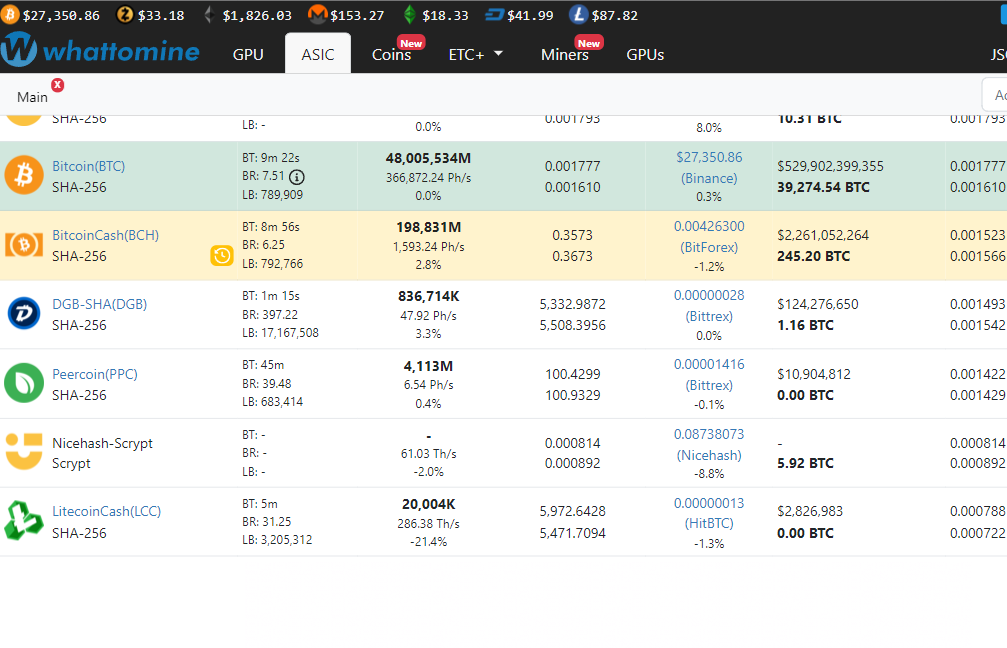 $27,350.86 $33.18 $1,826.03 $153.27 $18.33 $41.99 $87.82
whattomine GPU ASIC Coins New ETC+ Miners New GPUs JS
Main x
SHA-256 LB: - 0.0% 0.001793 8.0% 10.31 BTC 0.001793
Bitcoin(BTC)
SHA-256
BT: 9m 22s
BR: 7.51
LB: 789,909
48,005,534M
366,872.24 Ph/s
0.0%
0.001777
0.001610
$27,350.86
(Binance)
0.3%
$529,902,399,355
39,274.54 BTC
0.001777
0.001610
BitcoinCash(BCH)
SHA-256
BT: 8m 56s
BR: 6.25
LB: 792,766
198,831M
1,593.24 Ph/s
2.8%
0.3573
0.3673
0.00426300
(BitForex)
-1.2%
$2,261,052,264
245.20 BTC
0.001523
0.001566
DGB-SHA(DGB)
SHA-256
BT: 1m 15s
BR: 397.22
LB: 17,167,508
836,714K
47.92 Ph/s
3.3%
5,332.9872
5,508.3956
0.00000028
(Bittrex)
0.0%
$124,276,650
1.16 BTC
0.001493
0.001542
Peercoin(PPC)
SHA-256
BT: 45m
BR: 39.48
LB: 683,414
4,113M
6.54 Ph/s
0.4%
100.4299
100.9329
0.00001416
(Bittrex)
-0.1%
$10,904,812
0.00 BTC
0.001422
0.001429
Nicehash-Scrypt
Scrypt
BT: -
BR: -
LB: -
-
61.03 Th/s
-2.0%
0.000814
0.000892
0.08738073
(Nicehash)
-8.8%
-
5.92 BTC
0.000814
0.000892
LitecoinCash(LCC)
SHA-256
BT: 5m
BR: 31.25
LB: 3,205,312
20,004K
286.38 Th/s
-21.4%
5,972.6428
5,471.7094
0.00000013
(HitBTC)
-1.3%
$2,826,983
0.00 BTC
0.000788
0.000722